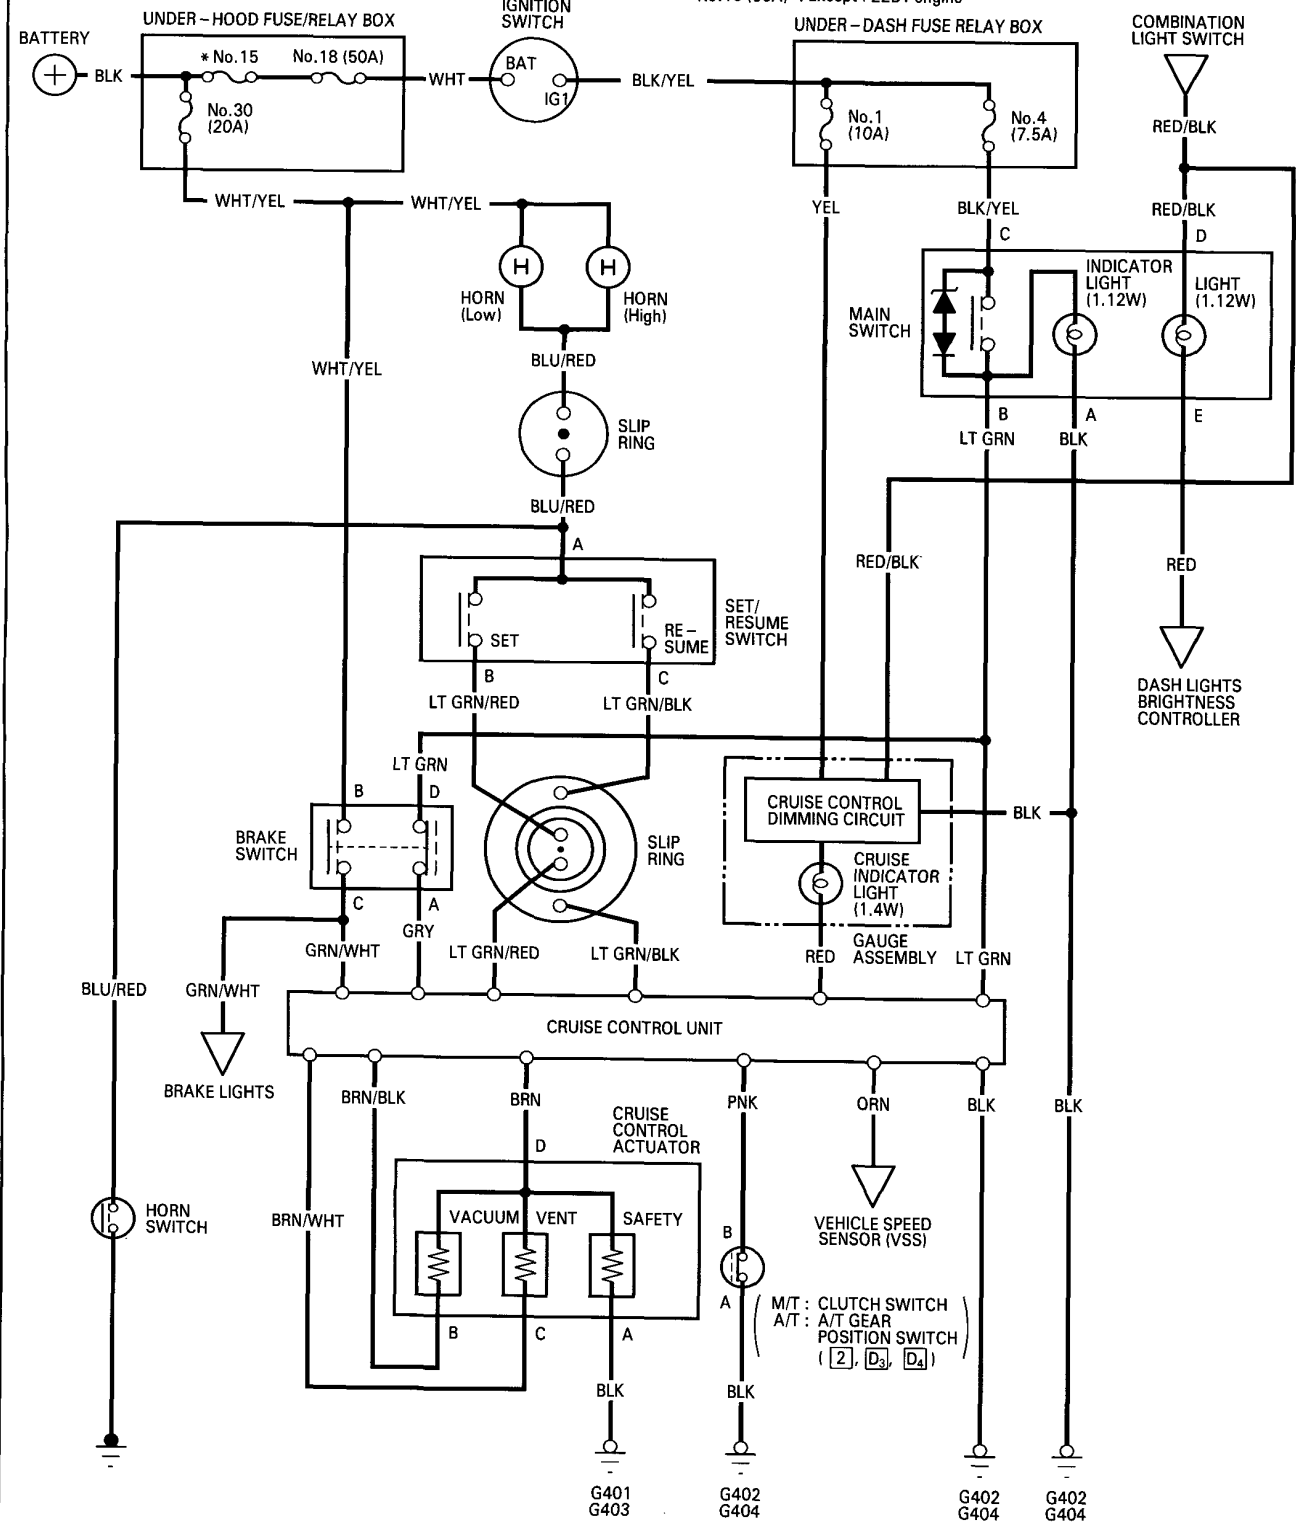 IGNITION
SWITCH
UNDER-HOOD FUSE/RELAY BOX
UNDER-DASH FUSE RELAY BOX
COMBINATION
LIGHT SWITCH
BATTERY
+
BLK
* No.15
No.18 (50A)
WHT
BAT
IG1
BLK/YEL
No.30
(20A)
No.1
(10A)
No.4
(7.5A)
RED/BLK
WHT/YEL
WHT/YEL
YEL
BLK/YEL
RED/BLK
C
D
H
H
HORN
(Low)
HORN
(High)
MAIN
SWITCH
INDICATOR
LIGHT
(1.12W)
LIGHT
(1.12W)
WHT/YEL
BLU/RED
B
A
E
SLIP
RING
LT GRN
BLK
BLU/RED
A
RED/BLK
RED
SET
RE-
SUME
SET/
RESUME
SWITCH
B
C
LT GRN/RED
LT GRN/BLK
DASH LIGHTS
BRIGHTNESS
CONTROLLER
LT GRN
B
D
BRAKE
SWITCH
SLIP
RING
CRUISE CONTROL
DIMMING CIRCUIT
BLK
CRUISE
INDICATOR
LIGHT
(1.4W)
C
A
GRY
GRN/WHT
LT GRN/RED
LT GRN/BLK
RED
GAUGE
ASSEMBLY
LT GRN
BLU/RED
GRN/WHT
CRUISE CONTROL UNIT
BRAKE LIGHTS
BRN/BLK
BRN
PNK
ORN
BLK
BLK
CRUISE
CONTROL
ACTUATOR
D
HORN
SWITCH
BRN/WHT
VACUUM
VENT
SAFETY
VEHICLE SPEED
SENSOR (VSS)
B
A
M/T : CLUTCH SWITCH
A/T : A/T GEAR
POSITION SWITCH
( 2, D3, D4 )
B
C
A
BLK
BLK
G401
G403
G402
G404
G402
G404
G402
G404